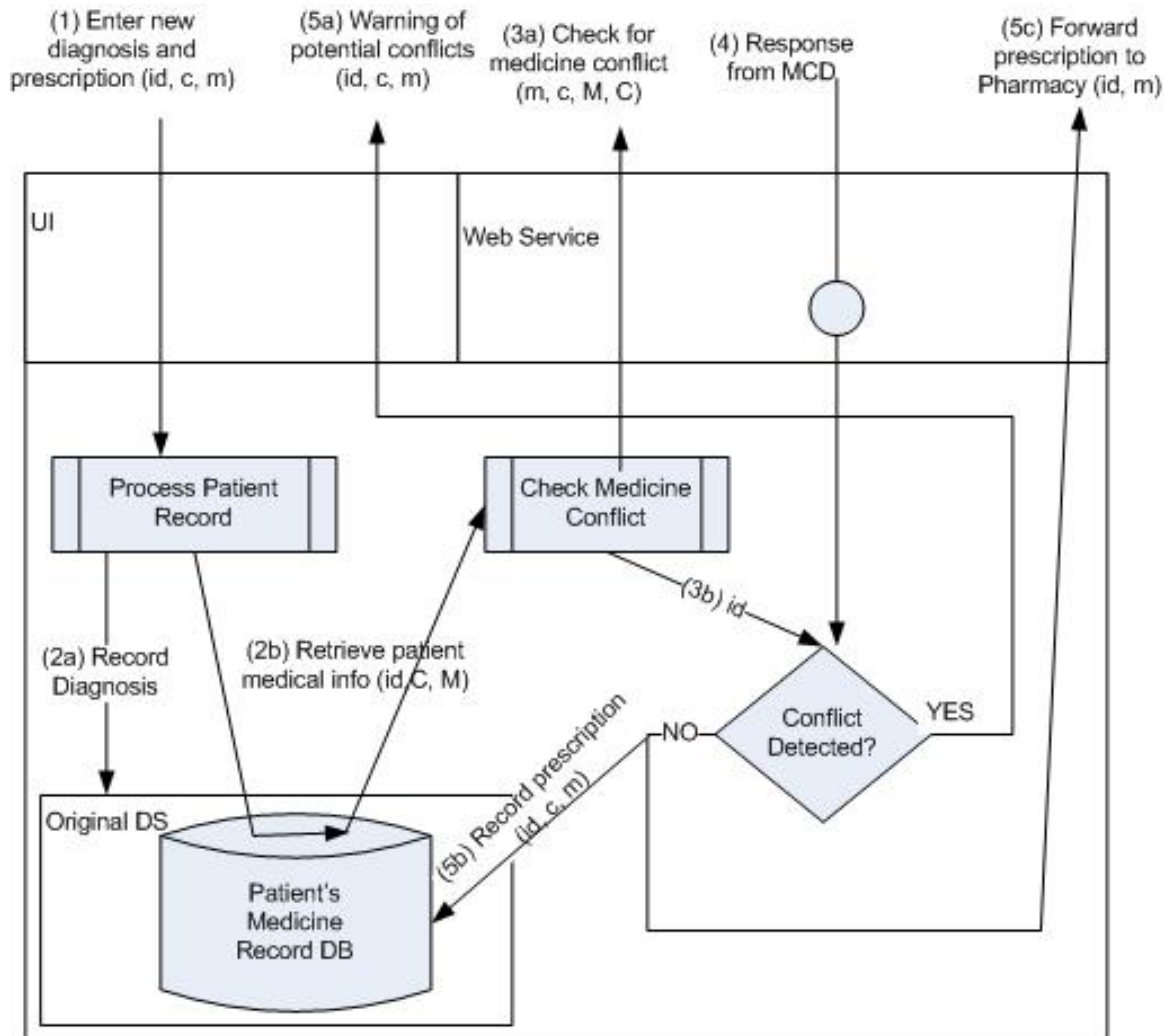 (1) Enter new
diagnosis and
prescription (id, c, m)
(5a) Warning of
potential conflicts
(id, c, m)
(3a) Check for
medicine conflict
(m, c, M, C)
(4) Response
from MCD
(5c) Forward
prescription to
Pharmacy (id, m)
UI
Web Service
Process Patient
Record
Check Medicine
Conflict
(3b) id
(2a) Record
Diagnosis
(2b) Retrieve patient
medical info (id,C, M)
Conflict
Detected?
YES
NO
(5b) Record prescription
(id, c, m)
Original DS
Patient's
Medicine
Record DB